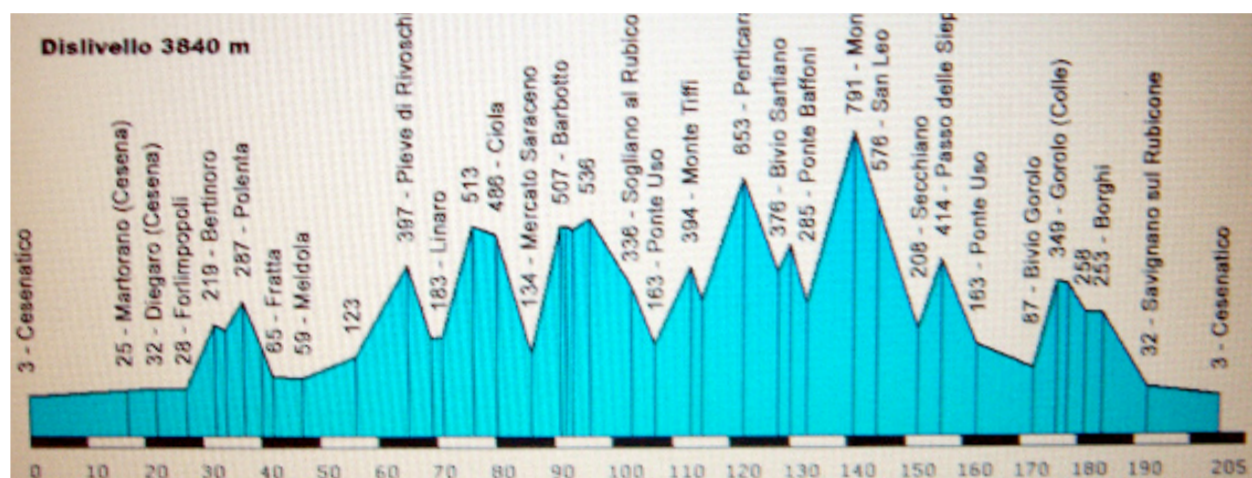 Dislivello 3840 m
3 - Cesenatico
25 - Martorano (Cesena)
32 - Diegaro (Cesena)
28 - Forlimpopoli
219 - Bertinoro
287 - Polenta
65 - Fratta
59 - Meldola
123
397 - Pieve di Rivoschi
183 - Linaro
513
486 - Ciola
134 - Mercato Saraceno
507 - Barbotto
536
336 - Sogliano al Rubico
163 - Ponte Uso
394 - Monte Tiffi
653 - Perticara
376 - Bivio Sartiano
285 - Ponte Baffoni
791 - Mon
576 - San Leo
208 - Secchiano
414 - Passo delle Siep
163 - Ponte Uso
87 - Bivio Gorolo
349 - Gorolo (Colle)
258
253 - Borghi
32 - Savignano sul Rubicone
3 - Cesenatico
0 10 20 30 40 50 60 70 80 90 100 110 120 130 140 150 160 170 180 190 205